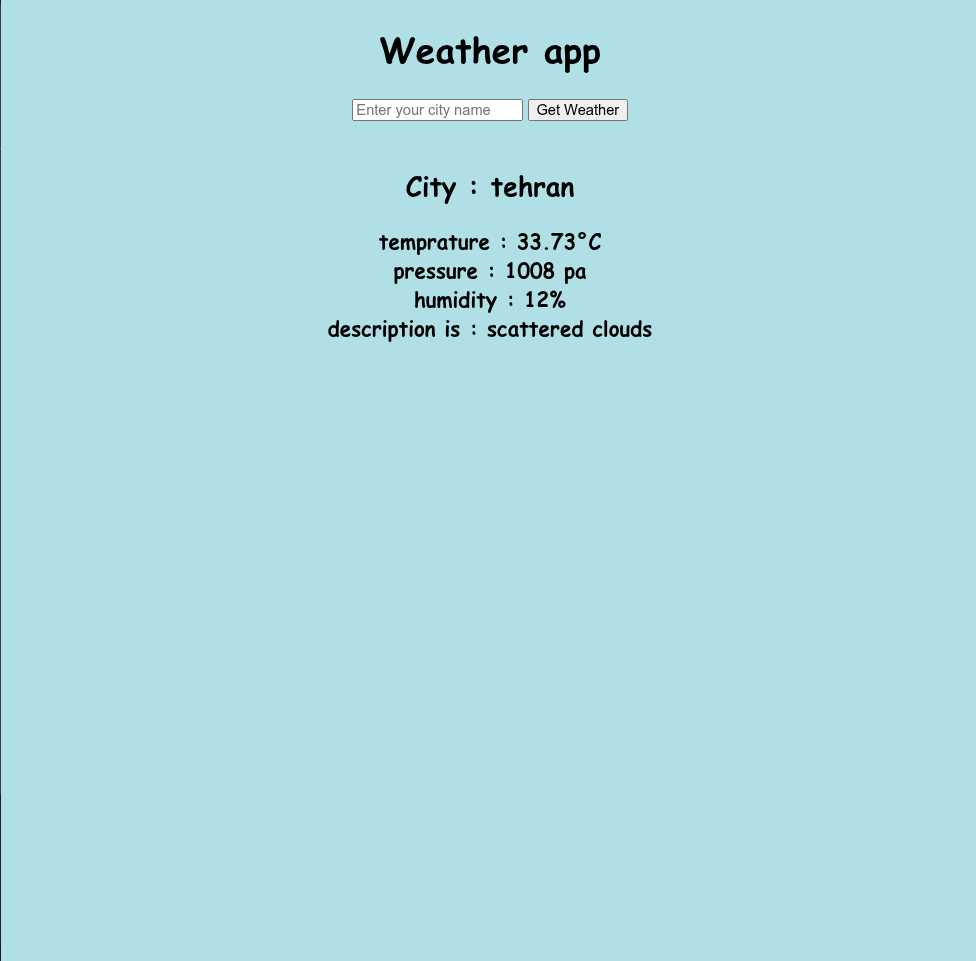 Weather app
Enter your city name Get Weather
City : tehran
temprature : 33.73°C
pressure : 1008 pa
humidity : 12%
description is : scattered clouds